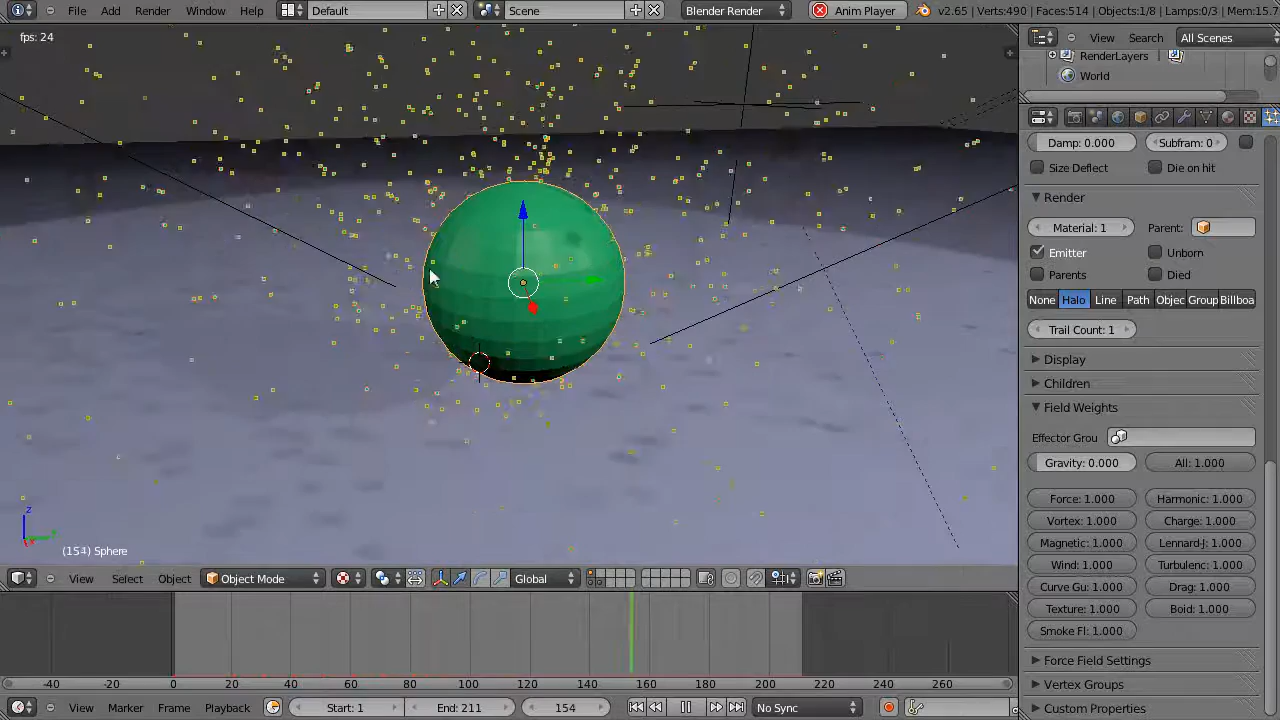 File Add Render Window Help Default Scene Blender Render Anim Player v2.65 | Verts:490 | Faces:514 | Objects:1/8 | Lamps:0/3 | Mem:15.7
fps: 24
View Search All Scenes
RenderLayers
World
Damp: 0.000 Subfram: 0
Size Deflect Die on hit
Render
Material: 1 Parent:
Emitter Unborn
Parents Died
None Halo Line Path Objec Group Billboa
Trail Count: 1
Display
Children
Field Weights
Effector Grou
Gravity: 0.000 All: 1.000
Force: 1.000 Harmonic: 1.000
Vortex: 1.000 Charge: 1.000
Magnetic: 1.000 Lennard-J: 1.000
Wind: 1.000 Turbulenc: 1.000
Curve Gu: 1.000 Drag: 1.000
Texture: 1.000 Boid: 1.000
Smoke Fl: 1.000
Force Field Settings
Vertex Groups
Custom Properties
z
(154) Sphere
View Select Object Object Mode Global
-40 -20 0 20 40 60 80 100 120 140 160 180 200 220 240 260
View Marker Frame Playback Start: 1 End: 211 154 No Sync